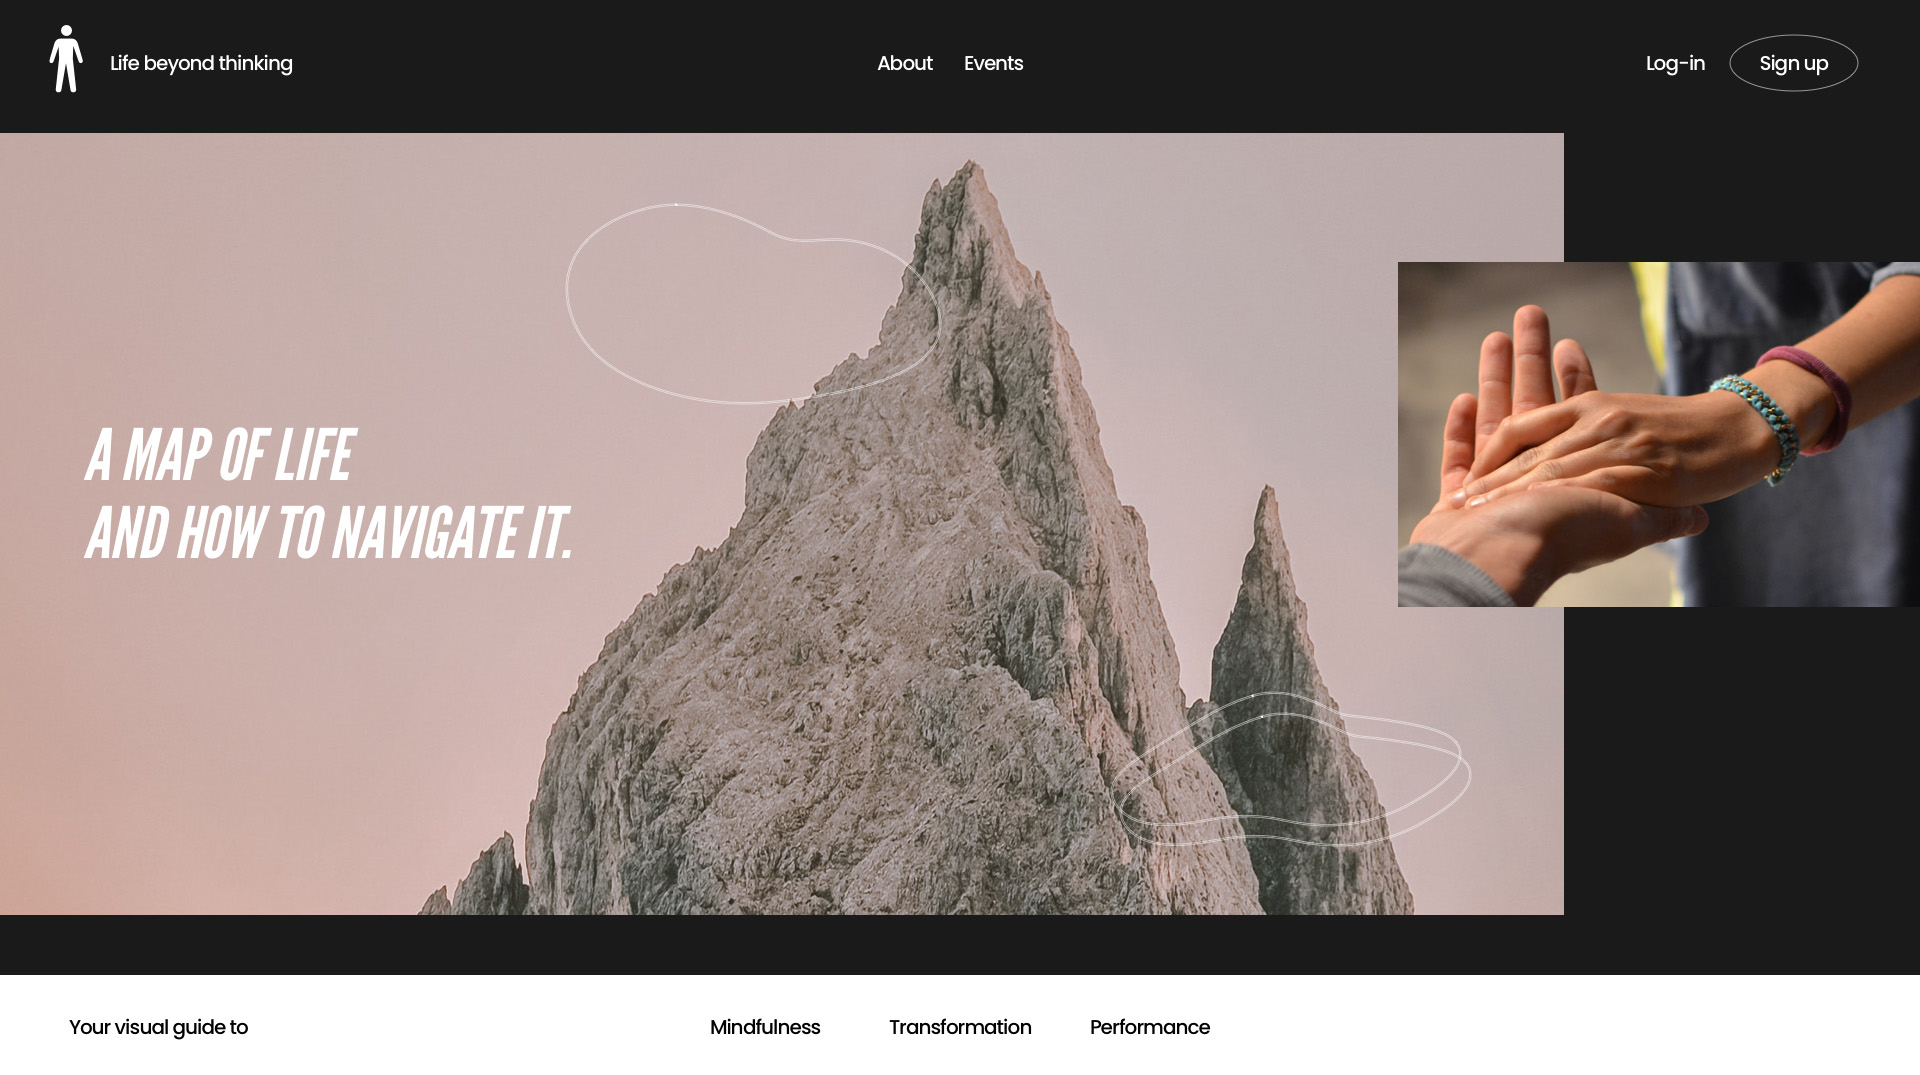 Life beyond thinking
About
Events
Log-in
Sign up
A MAP OF LIFE
AND HOW TO NAVIGATE IT.
Your visual guide to
Mindfulness
Transformation
Performance